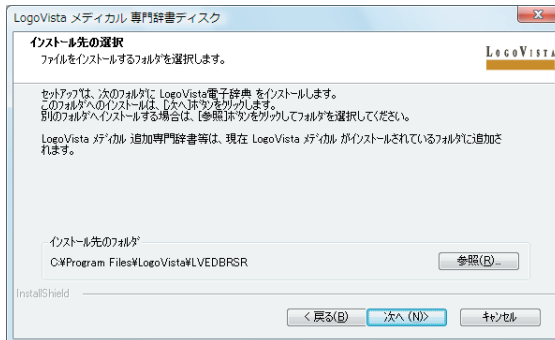 LogoVista メディカル 専門辞書ディスク
インストール先の選択
ファイルをインストールするフォルダを選択します。
LOGOVISTA
セットアップは、次のフォルダに LogoVista電子辞典 をインストールします。
このフォルダへのインストールは、[次へ]ボタンをクリックします。
別のフォルダへインストールする場合は、[参照]ボタンをクリックしてフォルダを選択してください。
LogoVista メディカル 追加専門辞書等は、現在 LogoVista メディカル がインストールされているフォルダに追加さ
れます。
インストール先のフォルダ
C:¥Program Files¥LogoVista¥LVEDBRSR
参照(R)...
InstallShield
< 戻る(B)
次へ (N)>
キャンセル